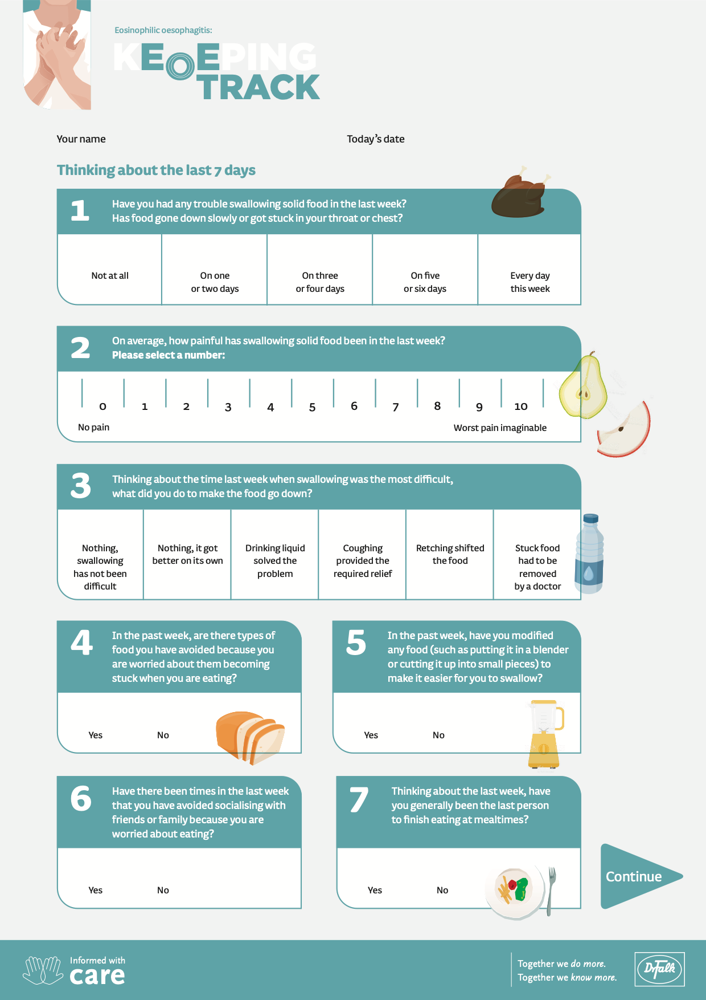 Eosinophilic oesophagitis:
KEoEPING
TRACK
Your name
Today's date
Thinking about the last 7 days
1
Have you had any trouble swallowing solid food in the last week?
Has food gone down slowly or got stuck in your throat or chest?
Not at all
On one
or two days
On three
or four days
On five
or six days
Every day
this week
2
On average, how painful has swallowing solid food been in the last week?
Please select a number:
0 1 2 3 4 5 6 7 8 9 10
No pain
Worst pain imaginable
3
Thinking about the time last week when swallowing was the most difficult,
what did you do to make the food go down?
Nothing,
swallowing
has not been
difficult
Nothing, it got
better on its own
Drinking liquid
solved the
problem
Coughing
provided the
required relief
Retching shifted
the food
Stuck food
had to be
removed
by a doctor
4
In the past week, are there types of
food you have avoided because you
are worried about them becoming
stuck when you are eating?
Yes
No
5
In the past week, have you modified
any food (such as putting it in a blender
or cutting it up into small pieces) to
make it easier for you to swallow?
Yes
No
6
Have there been times in the last week
that you have avoided socialising with
friends or family because you are
worried about eating?
Yes
No
7
Thinking about the last week, have
you generally been the last person
to finish eating at mealtimes?
Yes
No
Continue
Informed with
care
Together we do more.
Together we know more.
Dr Falk